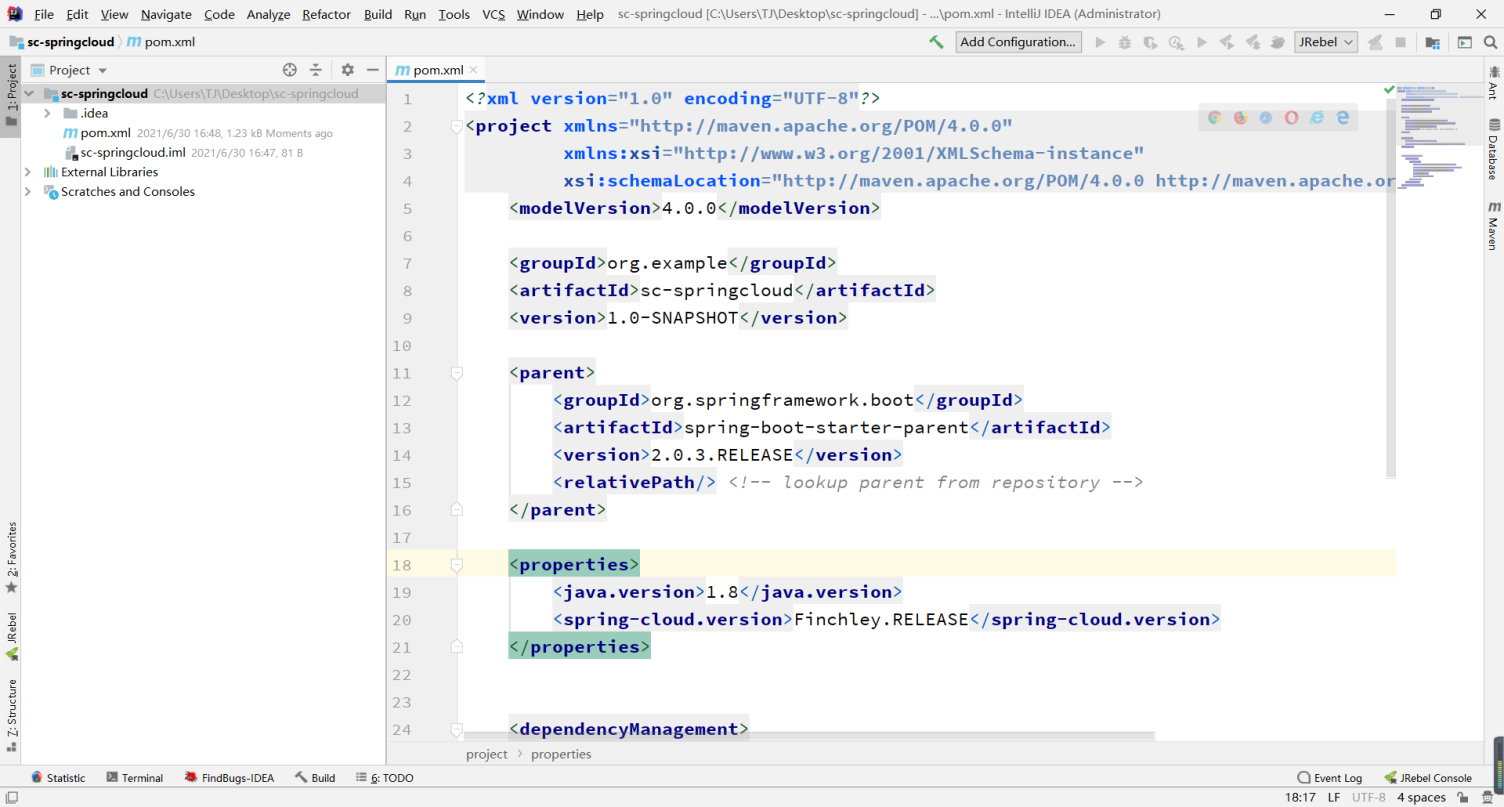 File Edit View Navigate Code Analyze Refactor Build Run Tools VCS Window Help sc-springcloud [C:\Users\TJ\Desktop\sc-springcloud] - ...\pom.xml - IntelliJ IDEA (Administrator)
sc-springcloud m pom.xml Add Configuration... JRebel
Project m pom.xml
1: Project
sc-springcloud C:\Users\TJ\Desktop\sc-springcloud
.idea
m pom.xml 2021/6/30 16:48, 1.23 kB Moments ago
sc-springcloud.iml 2021/6/30 16:47, 81 B
External Libraries
Scratches and Consoles
2: Favorites
JRebel
Z: Structure
1 <?xml version="1.0" encoding="UTF-8"?>
2 <project xmlns="http://maven.apache.org/POM/4.0.0"
3 xmlns:xsi="http://www.w3.org/2001/XMLSchema-instance"
4 xsi:schemaLocation="http://maven.apache.org/POM/4.0.0 http://maven.apache.or
5 <modelVersion>4.0.0</modelVersion>
6
7 <groupId>org.example</groupId>
8 <artifactId>sc-springcloud</artifactId>
9 <version>1.0-SNAPSHOT</version>
10
11 <parent>
12 <groupId>org.springframework.boot</groupId>
13 <artifactId>spring-boot-starter-parent</artifactId>
14 <version>2.0.3.RELEASE</version>
15 <relativePath/> <!-- lookup parent from repository -->
16 </parent>
17
18 <properties>
19 <java.version>1.8</java.version>
20 <spring-cloud.version>Finchley.RELEASE</spring-cloud.version>
21 </properties>
22
23
24 <dependencyManagement>
project › properties
Ant
Database
m Maven
Statistic Terminal FindBugs-IDEA Build 6: TODO Event Log JRebel Console
18:17 LF UTF-8 4 spaces